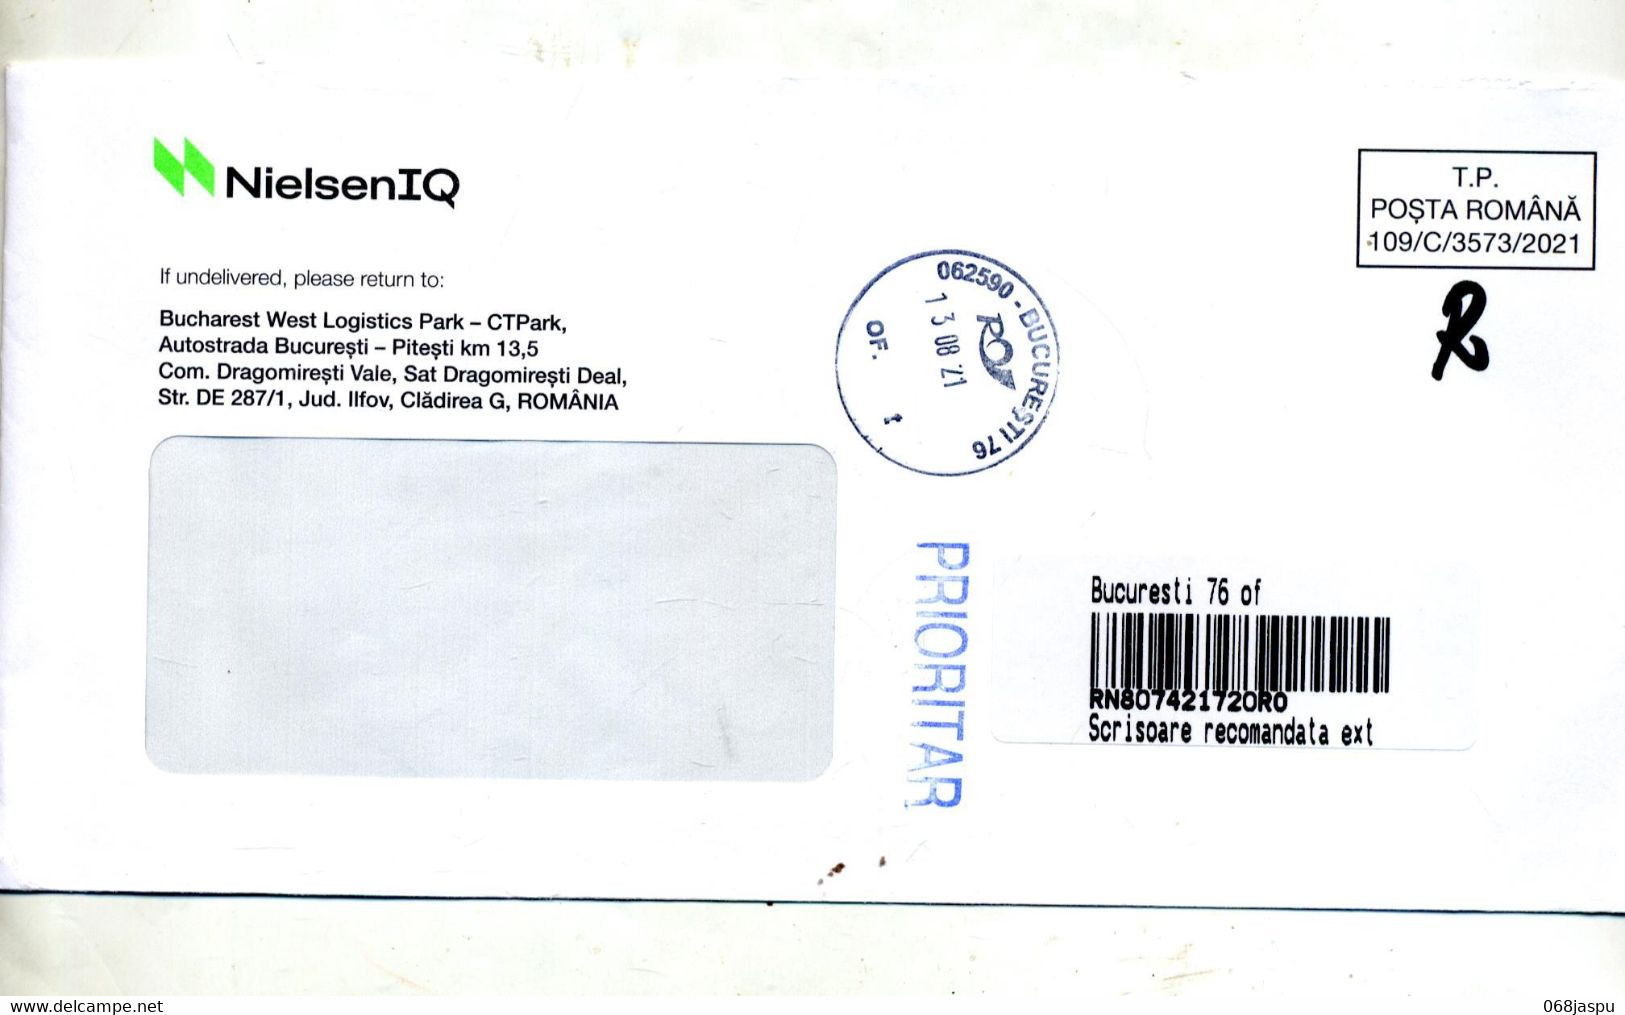 NielsenIQ
If undelivered, please return to:
Bucharest West Logistics Park – CTPark,
Autostrada București – Pitești km 13,5
Com. Dragomirești Vale, Sat Dragomirești Deal,
Str. DE 287/1, Jud. Ilfov, Clădirea G, ROMÂNIA
T.P.
POȘTA ROMÂNĂ
109/C/3573/2021
R
062590 - BUCUREȘTI 76
13 08 21
OF. 1
PRIORITAR
Bucuresti 76 of
RN807421720RO
Scrisoare recomandata ext
www.delcampe.net
068jaspu